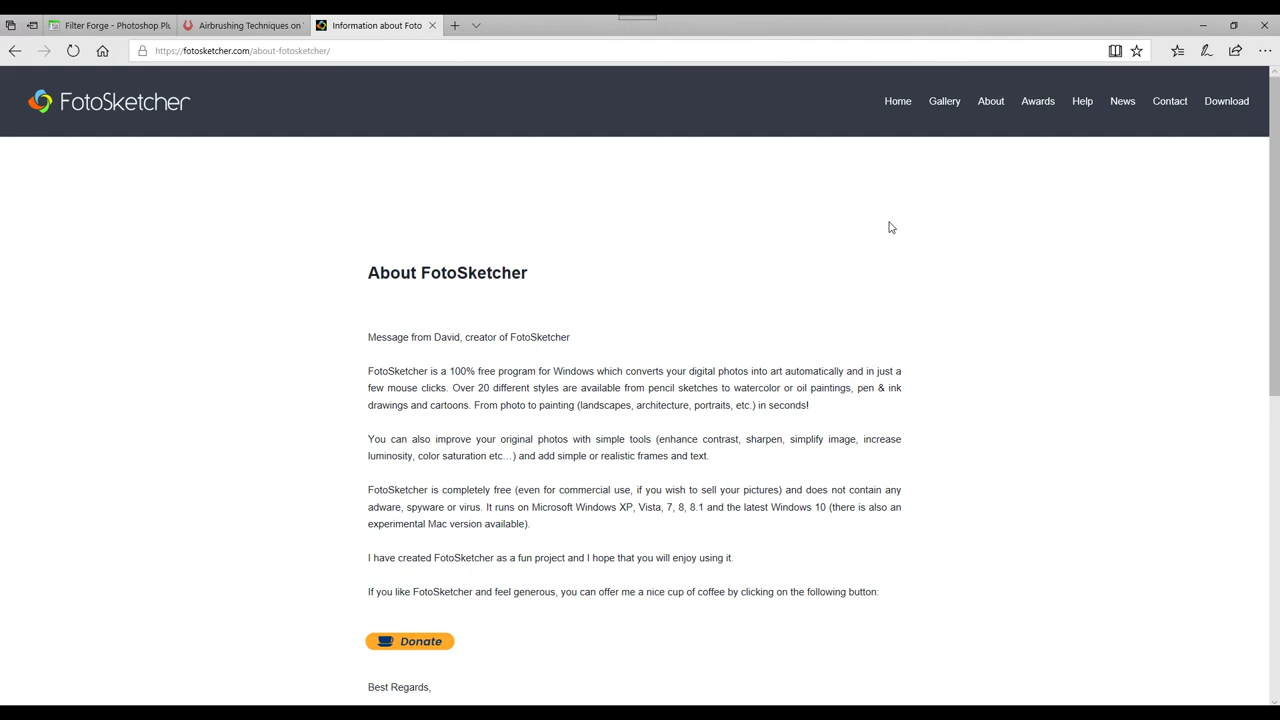 Filter Forge - Photoshop Plu
Airbrushing Techniques on
Information about Foto
https://fotosketcher.com/about-fotosketcher/
FotoSketcher
Home Gallery About Awards Help News Contact Download
About FotoSketcher
Message from David, creator of FotoSketcher
FotoSketcher is a 100% free program for Windows which converts your digital photos into art automatically and in just a
few mouse clicks. Over 20 different styles are available from pencil sketches to watercolor or oil paintings, pen & ink
drawings and cartoons. From photo to painting (landscapes, architecture, portraits, etc.) in seconds!
You can also improve your original photos with simple tools (enhance contrast, sharpen, simplify image, increase
luminosity, color saturation etc…) and add simple or realistic frames and text.
FotoSketcher is completely free (even for commercial use, if you wish to sell your pictures) and does not contain any
adware, spyware or virus. It runs on Microsoft Windows XP, Vista, 7, 8, 8.1 and the latest Windows 10 (there is also an
experimental Mac version available).
I have created FotoSketcher as a fun project and I hope that you will enjoy using it.
If you like FotoSketcher and feel generous, you can offer me a nice cup of coffee by clicking on the following button:
Donate
Best Regards,